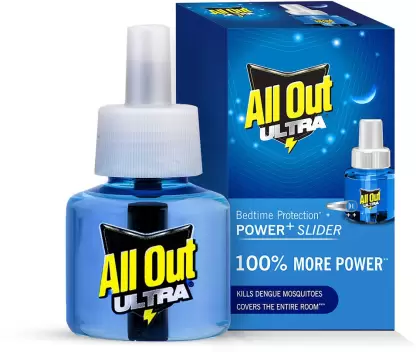 All Out
ULTRA
All Out
ULTRA
Bedtime Protection* +
POWER+ SLIDER
100% MORE POWER**
KILLS DENGUE MOSQUITOES
COVERS THE ENTIRE ROOM***